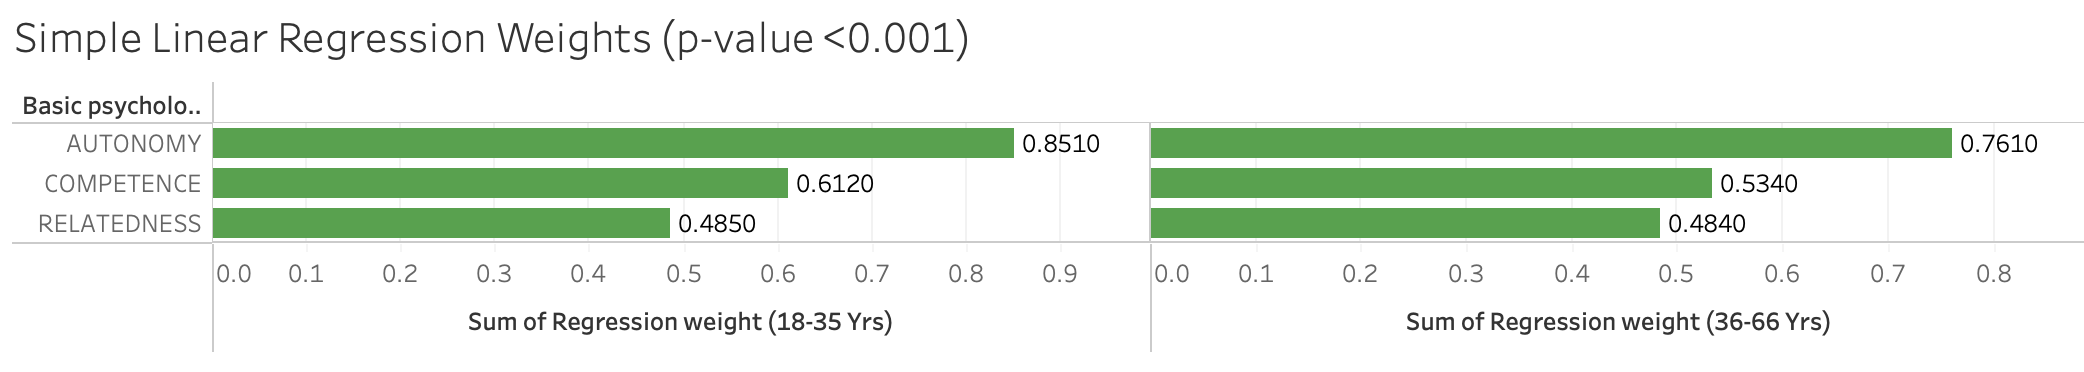 Simple Linear Regression Weights (p-value <0.001)
Basic psycholo..
AUTONOMY 0.8510 0.7610
COMPETENCE 0.6120 0.5340
RELATEDNESS 0.4850 0.4840
0.0 0.1 0.2 0.3 0.4 0.5 0.6 0.7 0.8 0.9 0.0 0.1 0.2 0.3 0.4 0.5 0.6 0.7 0.8
Sum of Regression weight (18-35 Yrs) Sum of Regression weight (36-66 Yrs)